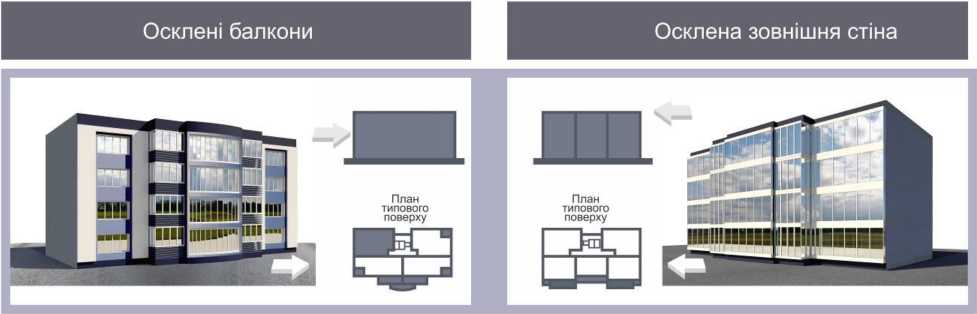 Осклені балкони
Осклена зовнішня стіна
План
типового
поверху
План
типового
поверху